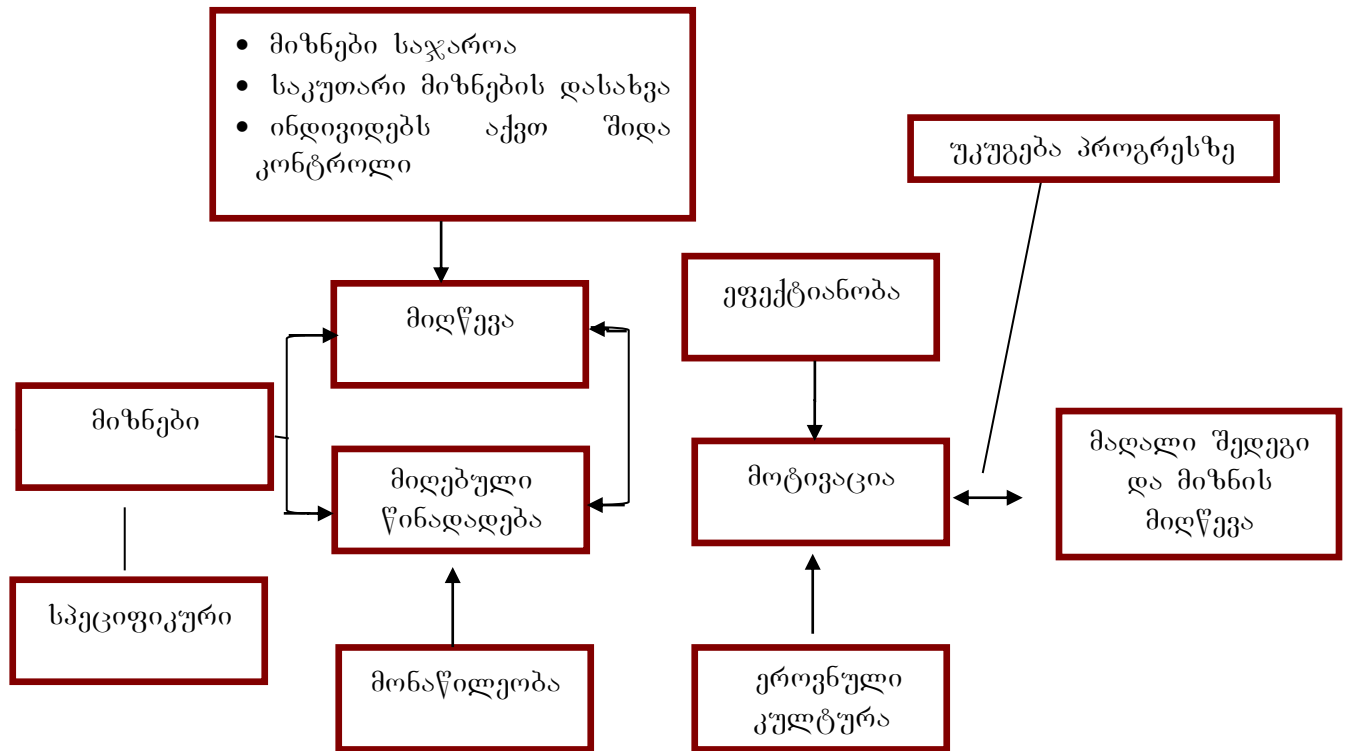 • მიზნები საჯაროა
• საკუთარი მიზნების დასახვა
• ინდივიდებს აქვთ შიდა
კონტროლი
უკუგება პროგრესზე
ეფექტიანობა
მიღწევა
მიზნები
მიღებული
წინადადება
მოტივაცია
მაღალი შედეგი
და მიზნის
მიღწევა
სპეციფიკური
მონაწილეობა
ეროვნული
კულტურა